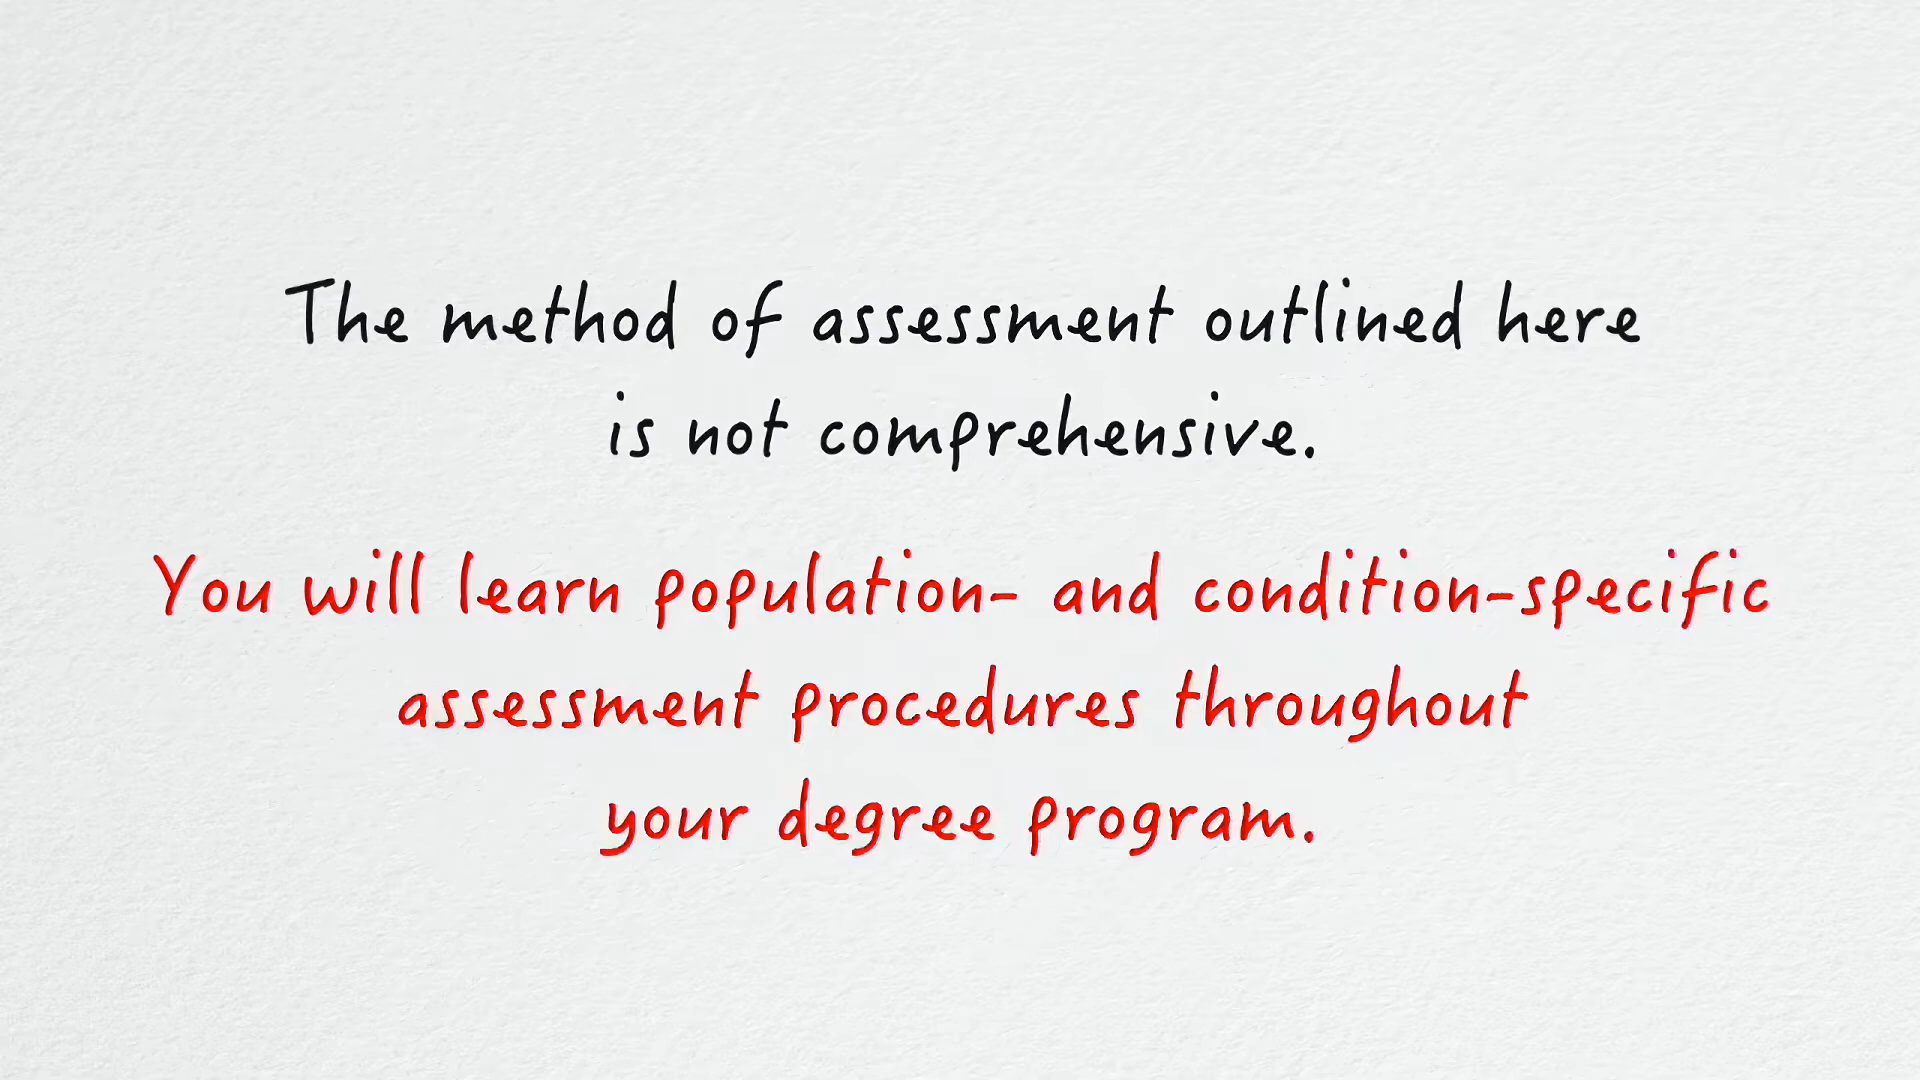 The method of assessment outlined here
is not comprehensive.
You will learn population- and condition-specific
assessment procedures throughout
your degree program.